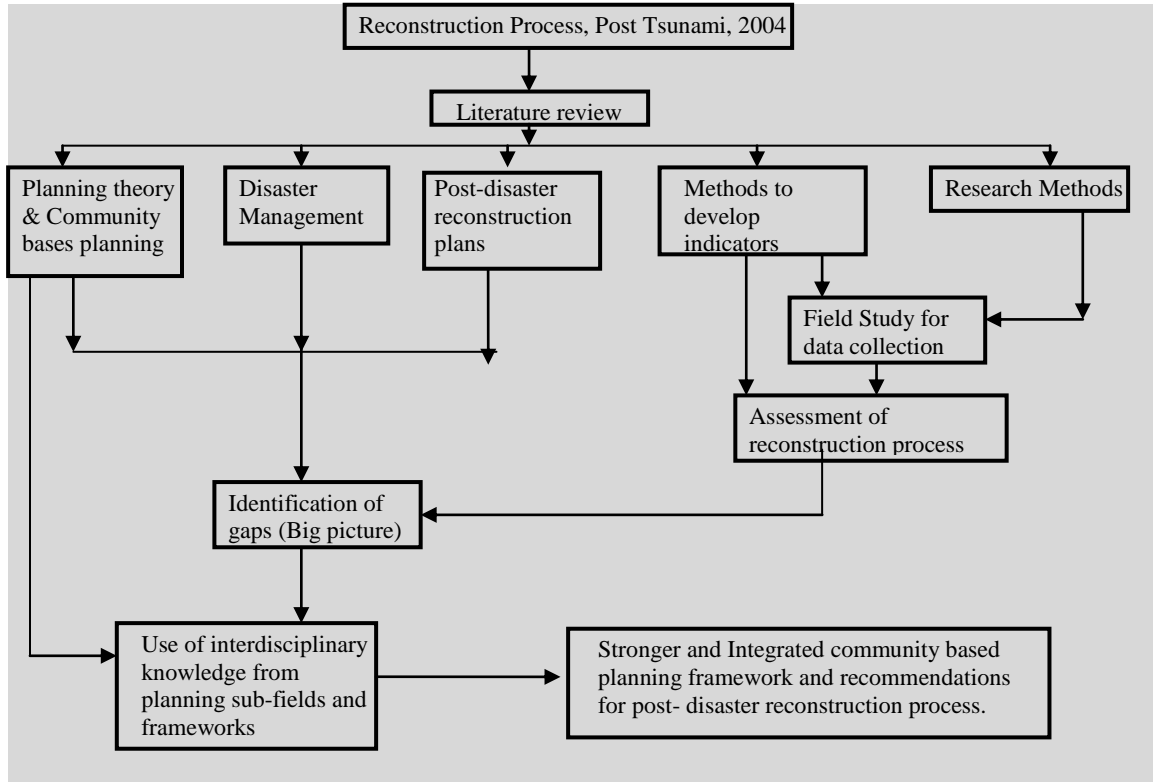 Reconstruction Process, Post Tsunami, 2004
Literature review
Planning theory
& Community
bases planning
Disaster
Management
Post-disaster
reconstruction
plans
Methods to
develop
indicators
Research Methods
Field Study for
data collection
Assessment of
reconstruction process
Identification of
gaps (Big picture)
Use of interdisciplinary
knowledge from
planning sub-fields and
frameworks
Stronger and Integrated community based
planning framework and recommendations
for post- disaster reconstruction process.